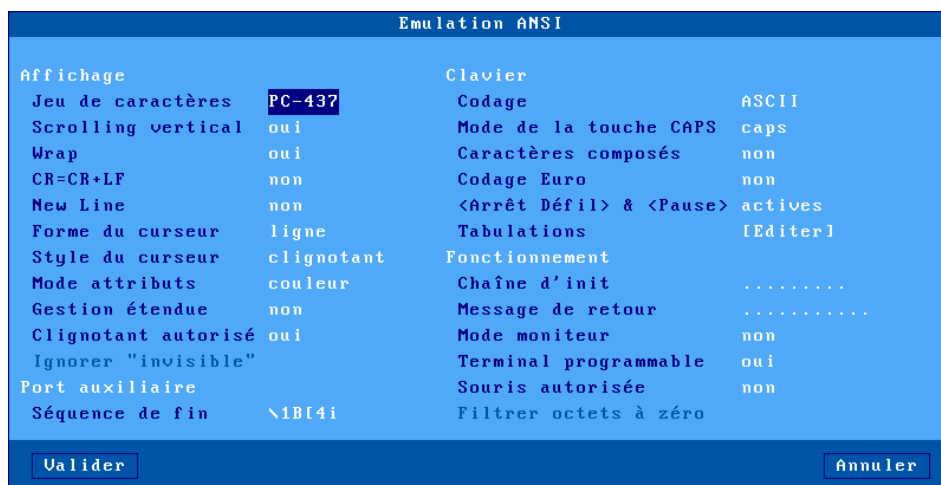 Emulation ANSI
Affichage
Jeu de caractères PC-437
Scrolling vertical oui
Wrap oui
CR=CR+LF non
New Line non
Forme du curseur ligne
Style du curseur clignotant
Mode attributs couleur
Gestion étendue non
Clignotant autorisé oui
Ignorer "invisible"
Port auxiliaire
Séquence de fin \1B[4i
Clavier
Codage ASCII
Mode de la touche CAPS caps
Caractères composés non
Codage Euro non
<Arrêt Défil> & <Pause> actives
Tabulations [Editer]
Fonctionnement
Chaîne d'init .........
Message de retour ...........
Mode moniteur non
Terminal programmable oui
Souris autorisée non
Filtrer octets à zéro
Valider
Annuler